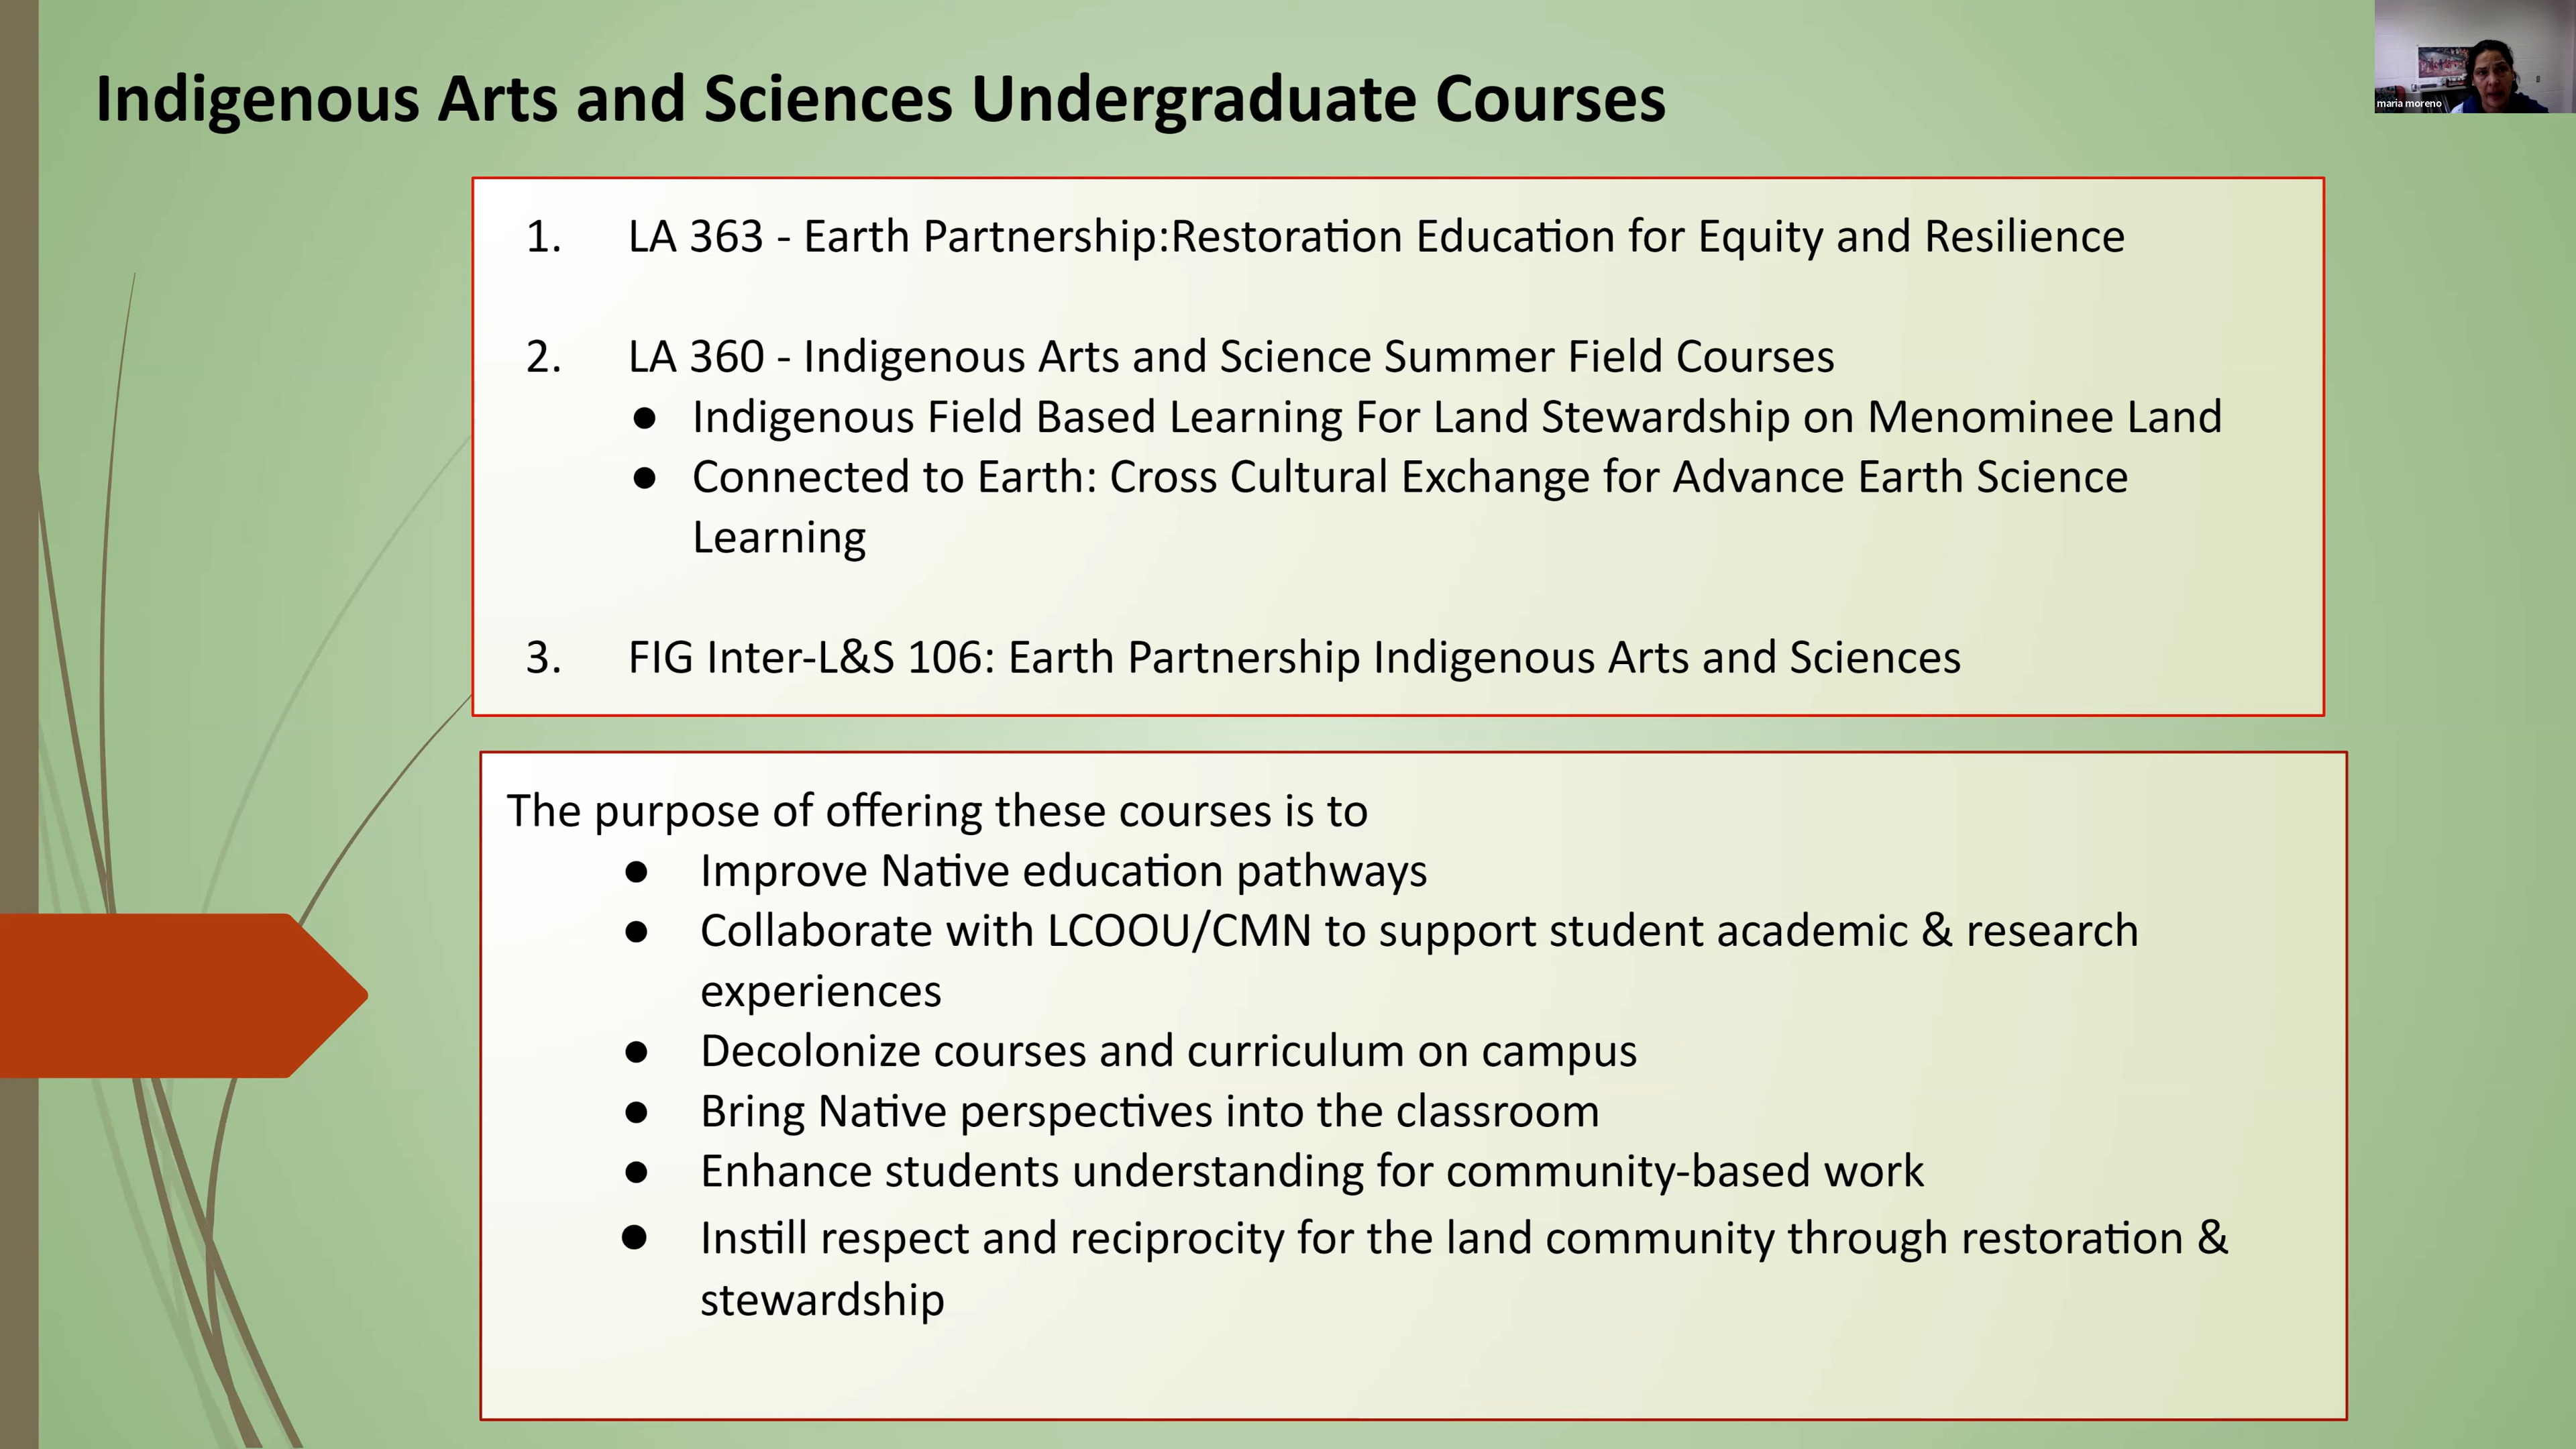 Indigenous Arts and Sciences Undergraduate Courses
maria moreno
1. LA 363 - Earth Partnership:Restoration Education for Equity and Resilience
2. LA 360 - Indigenous Arts and Science Summer Field Courses
● Indigenous Field Based Learning For Land Stewardship on Menominee Land
● Connected to Earth: Cross Cultural Exchange for Advance Earth Science
Learning
3. FIG Inter-L&S 106: Earth Partnership Indigenous Arts and Sciences
The purpose of offering these courses is to
● Improve Native education pathways
● Collaborate with LCOOU/CMN to support student academic & research
experiences
● Decolonize courses and curriculum on campus
● Bring Native perspectives into the classroom
● Enhance students understanding for community-based work
● Instill respect and reciprocity for the land community through restoration &
stewardship